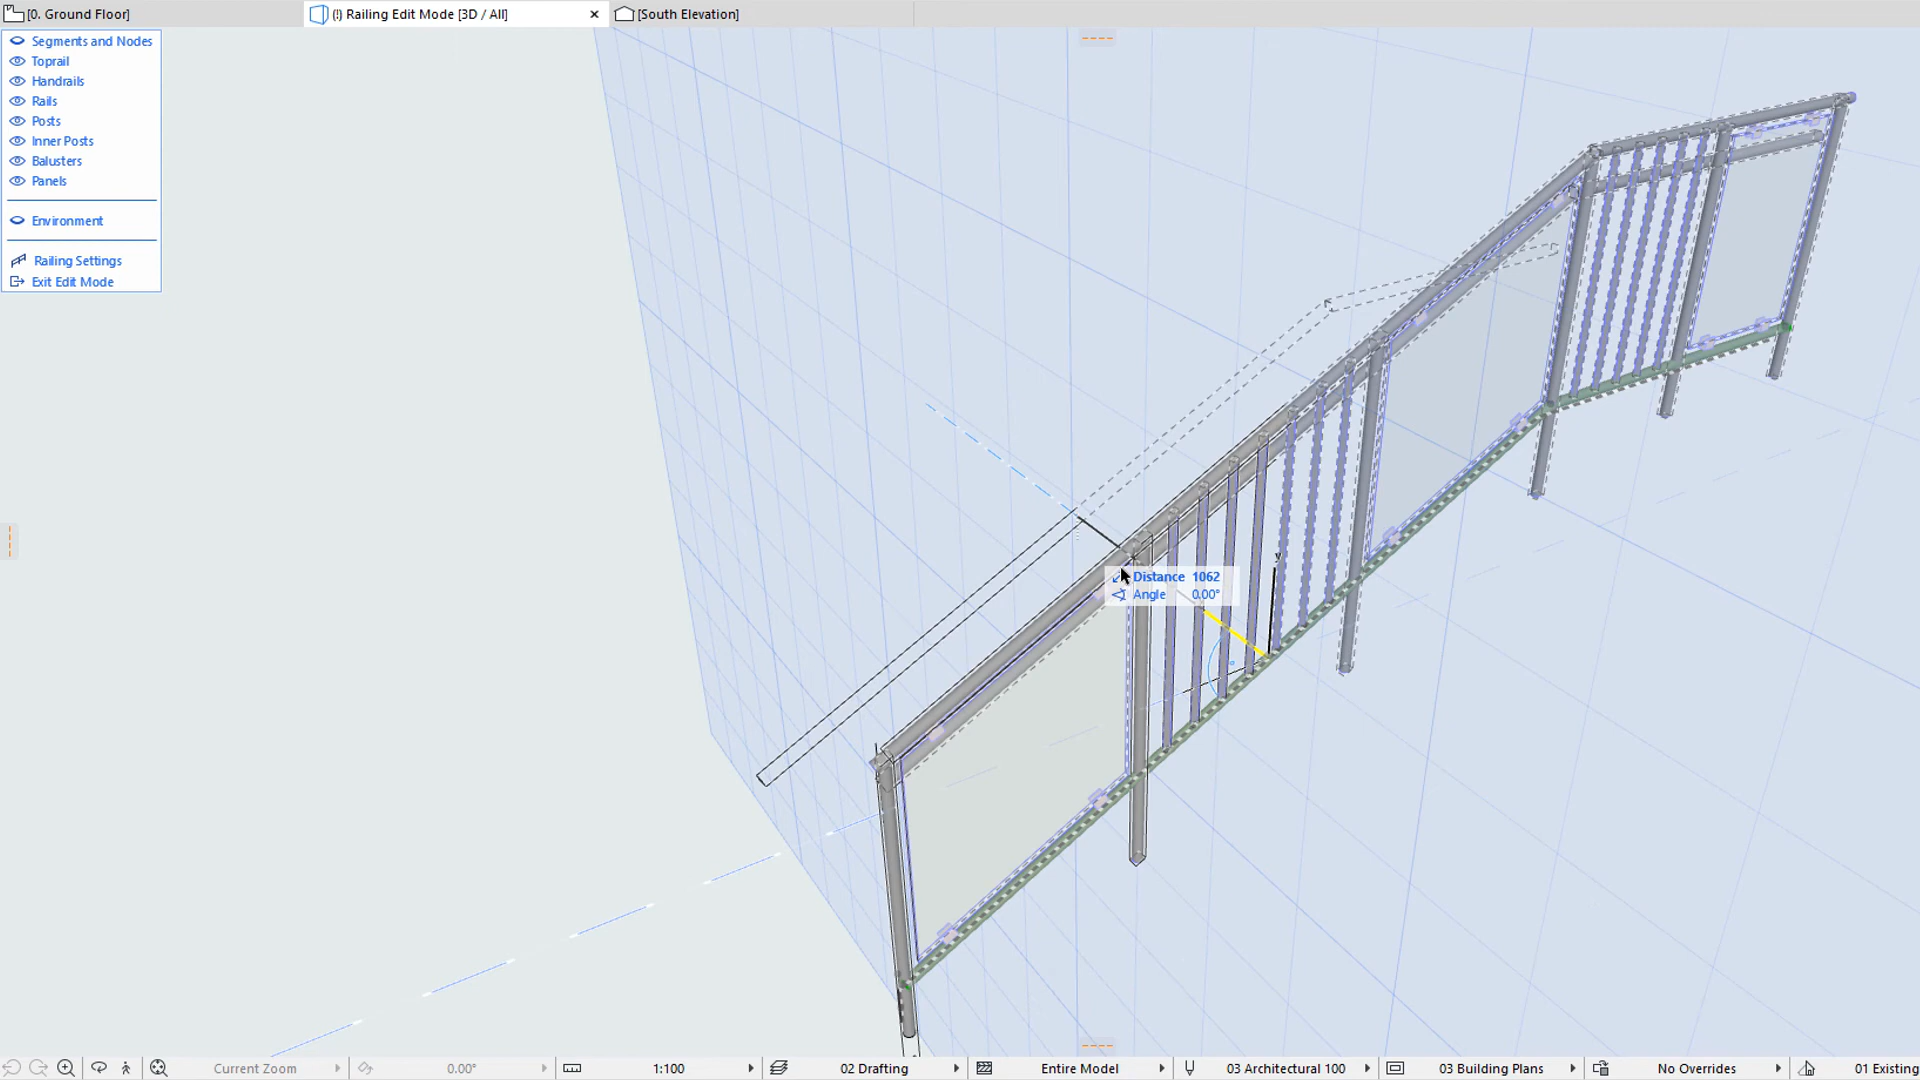 [0. Ground Floor]
(!) Railing Edit Mode [3D / All]
[South Elevation]
Segments and Nodes
Toprail
Handrails
Rails
Posts
Inner Posts
Balusters
Panels
Environment
Railing Settings
Exit Edit Mode
Distance 1062
Angle 0.00°
Current Zoom
0.00°
1:100
02 Drafting
Entire Model
03 Architectural 100
03 Building Plans
No Overrides
01 Existing